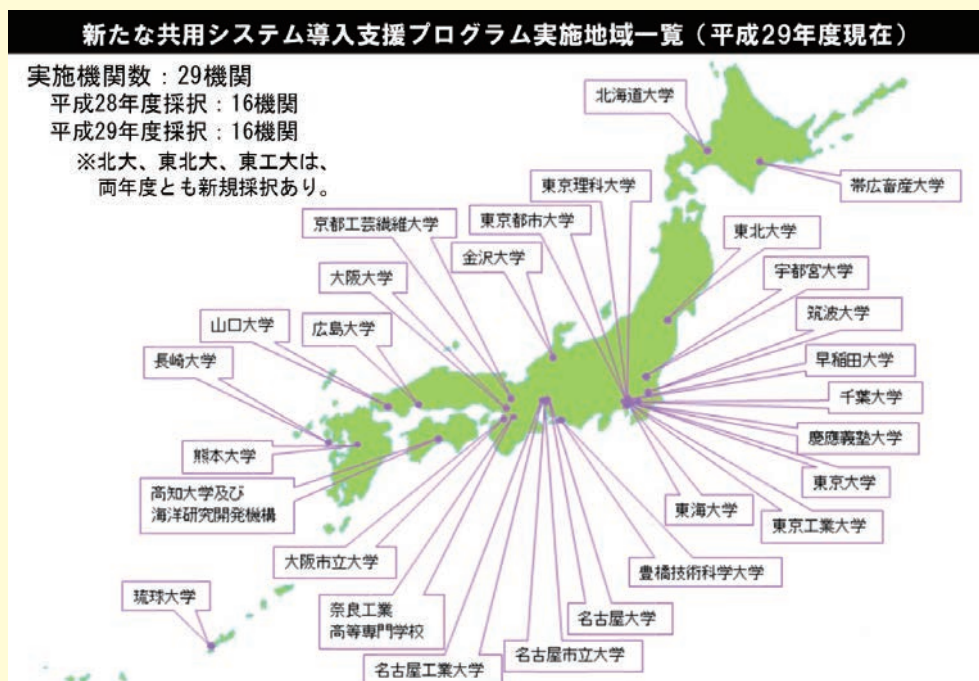 新たな共用システム導入支援プログラム実施地域一覧（平成29年度現在）
実施機関数：29機関
平成28年度採択：16機関
平成29年度採択：16機関
※北大、東北大、東工大は、
両年度とも新規採択あり。
北海道大学
帯広畜産大学
東京理科大学
東京都市大学
京都工芸繊維大学
金沢大学
東北大学
大阪大学
宇都宮大学
山口大学
広島大学
筑波大学
長崎大学
早稲田大学
千葉大学
慶應義塾大学
熊本大学
東京大学
高知大学及び
海洋研究開発機構
東海大学
東京工業大学
大阪市立大学
豊橋技術科学大学
琉球大学
奈良工業
高等専門学校
名古屋大学
名古屋市立大学
名古屋工業大学